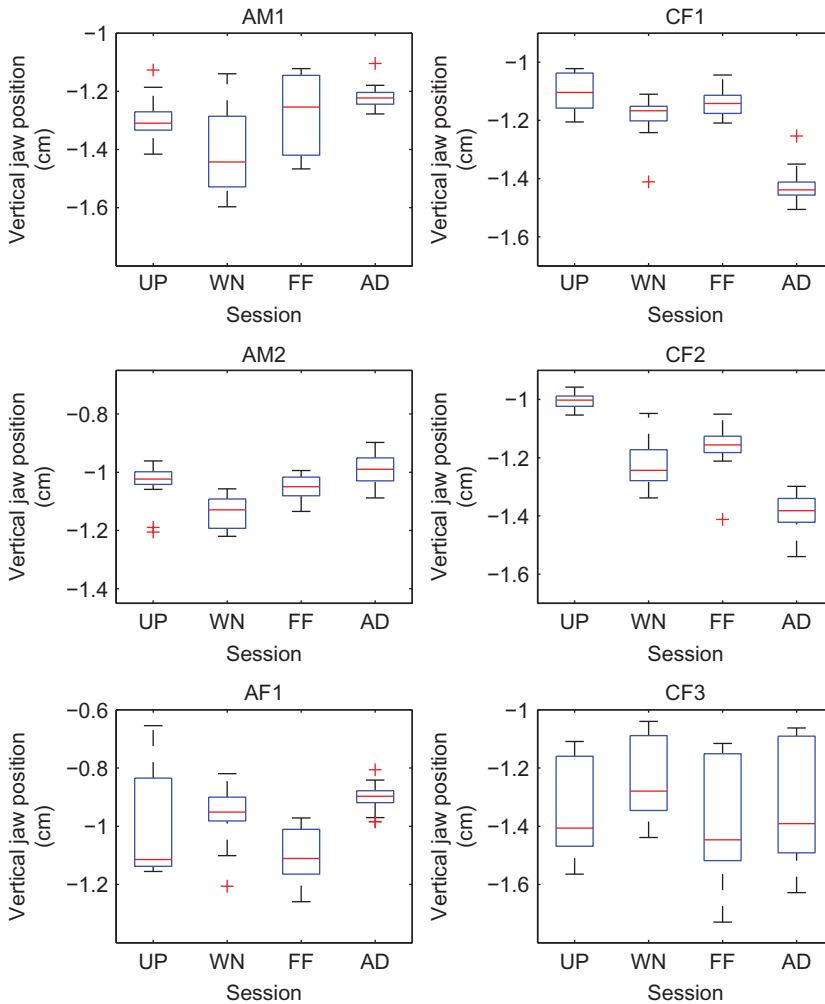 AM1
Vertical jaw position
(cm)
−1
−1.2
−1.4
−1.6
UP WN FF AD
Session
CF1
Vertical jaw position
(cm)
−1
−1.2
−1.4
−1.6
UP WN FF AD
Session
AM2
Vertical jaw position
(cm)
−0.8
−1
−1.2
−1.4
UP WN FF AD
Session
CF2
Vertical jaw position
(cm)
−1
−1.2
−1.4
−1.6
UP WN FF AD
Session
AF1
Vertical jaw position
(cm)
−0.6
−0.8
−1
−1.2
UP WN FF AD
Session
CF3
Vertical jaw position
(cm)
−1
−1.2
−1.4
−1.6
UP WN FF AD
Session